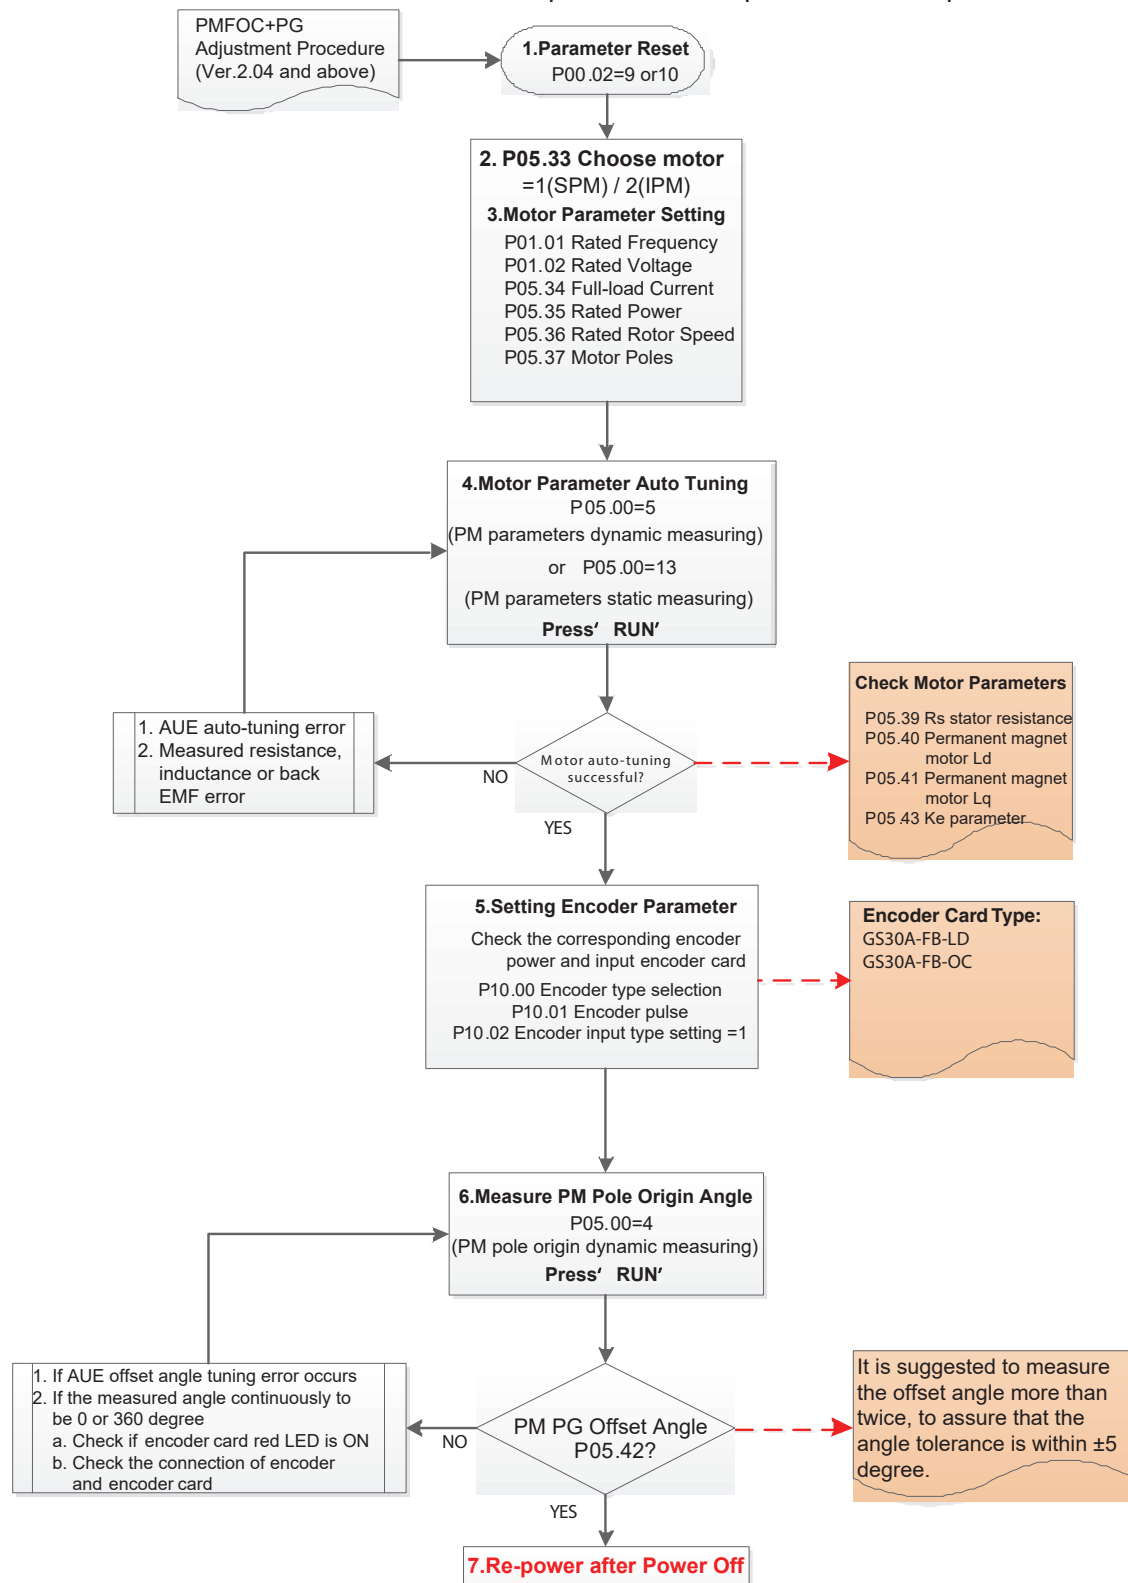 PMFOC+PG
Adjustment Procedure
(Ver.2.04 and above)
1.Parameter Reset
P00.02=9 or10
2. P05.33 Choose motor
=1(SPM) / 2(IPM)
3.Motor Parameter Setting
P01.01 Rated Frequency
P01.02 Rated Voltage
P05.34 Full-load Current
P05.35 Rated Power
P05.36 Rated Rotor Speed
P05.37 Motor Poles
4.Motor Parameter Auto Tuning
P05.00=5
(PM parameters dynamic measuring)
or P05.00=13
(PM parameters static measuring)
Press‘ RUN’
1. AUE auto-tuning error
2. Measured resistance,
inductance or back
EMF error
NO
Motor auto-tuning
successful?
YES
Check Motor Parameters
P05.39 Rs stator resistance
P05.40 Permanent magnet
motor Ld
P05.41 Permanent magnet
motor Lq
P05.43 Ke parameter
5.Setting Encoder Parameter
Check the corresponding encoder
power and input encoder card
P10.00 Encoder type selection
P10.01 Encoder pulse
P10.02 Encoder input type setting =1
Encoder Card Type:
GS30A-FB-LD
GS30A-FB-OC
6.Measure PM Pole Origin Angle
P05.00=4
(PM pole origin dynamic measuring)
Press‘ RUN’
1. If AUE offset angle tuning error occurs
2. If the measured angle continuously to
be 0 or 360 degree
a. Check if encoder card red LED is ON
b. Check the connection of encoder
and encoder card
NO
PM PG Offset Angle
P05.42?
YES
It is suggested to measure
the offset angle more than
twice, to assure that the
angle tolerance is within ±5
degree.
7.Re-power after Power Off